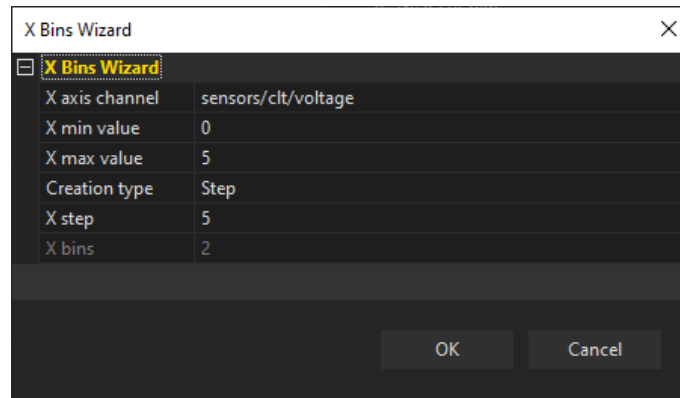 X Bins Wizard
X Bins Wizard
X axis channel sensors/clt/voltage
X min value 0
X max value 5
Creation type Step
X step 5
X bins 2
OK Cancel